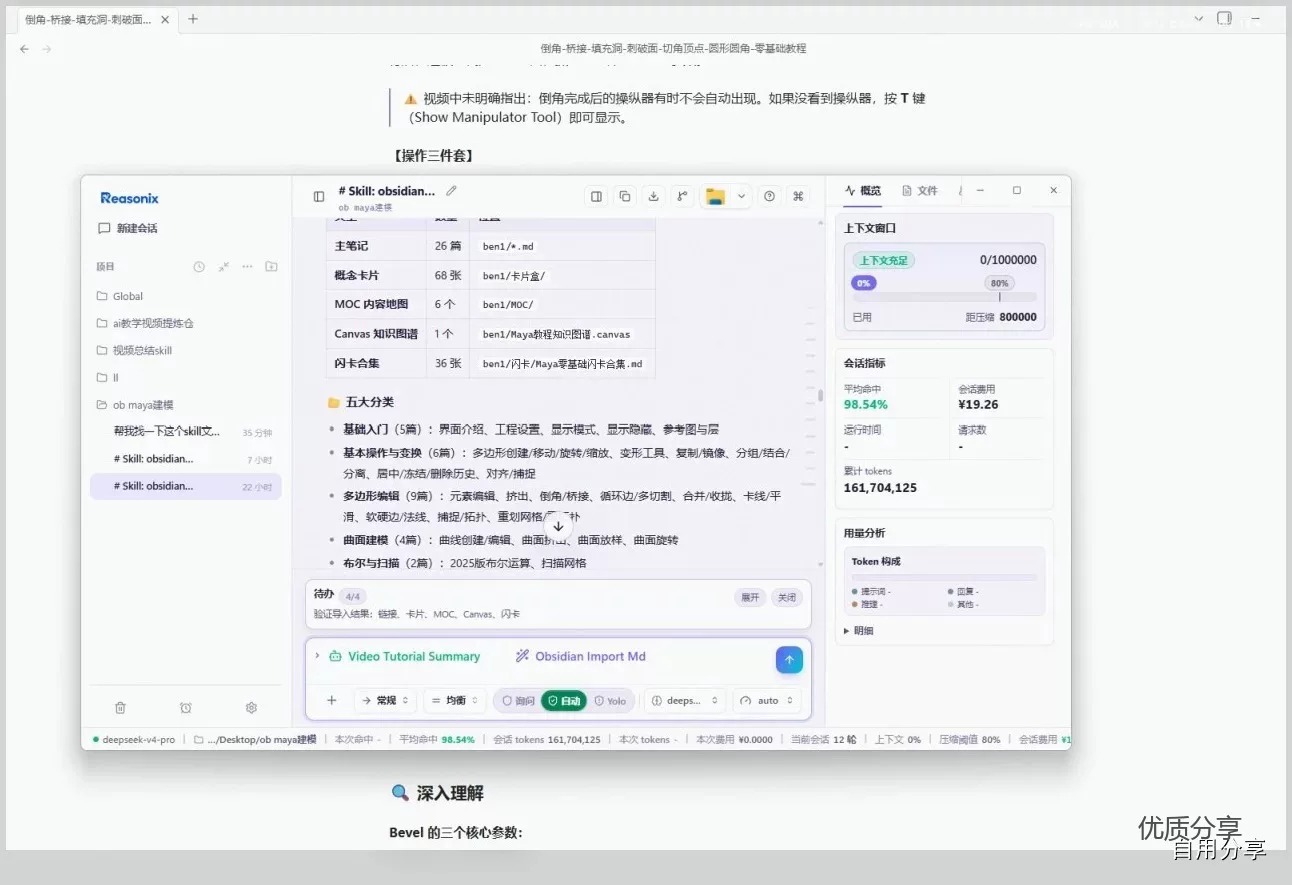 倒角-桥接-填充洞-刺破面...
倒角-桥接-填充洞-刺破面-切角顶点-圆形圆角-零基础教程
⚠ 视频中未明确指出：倒角完成后的操纵器有时不会自动出现。如果没看到操纵器，按 T 键
（Show Manipulator Tool）即可显示。
【操作三件套】
Reasonix
新建会话
项目
Global
ai教学视频提炼仓
视频总结skill
ll
ob maya建模
帮我找一下这个skill文... 35 分钟
# Skill: obsidian... 7 小时
# Skill: obsidian... 22 小时
# Skill: obsidian...
ob maya建模
主笔记 26 篇 ben1/*.md
概念卡片 68 张 ben1/卡片盒/
MOC 内容地图 6 个 ben1/MOC/
Canvas 知识图谱 1 个 ben1/Maya教程知识图谱.canvas
闪卡合集 36 张 ben1/闪卡/Maya零基础闪卡合集.md
五大分类
• 基础入门（5篇）：界面介绍、工程设置、显示模式、显示隐藏、参考图与层
• 基本操作与变换（6篇）：多边形创建/移动/旋转/缩放、变形工具、复制/镜像、分组/结合/
分离、居中/冻结/删除历史、对齐/捕捉
• 多边形编辑（9篇）：元素编辑、挤出、倒角/桥接、循环边/多切割、合并/收拢、卡线/平
滑、软硬边/法线、捕捉/拓扑、重划网格/
• 曲面建模（4篇）：曲线创建/编辑、曲面挤出、曲面放样、曲面旋转
• 布尔与扫描（2篇）：2025版布尔运算、扫描网格
待办 4/4 展开 关闭
验证导入结果：链接、卡片、MOC、Canvas、闪卡
Video Tutorial Summary Obsidian Import Md
常规 均衡 询问 自动 Yolo deeps... auto
概览 文件
上下文窗口
上下文充足 0/1000000
0% 80%
已用 距压缩 800000
会话指标
平均命中 会话费用
98.54% ¥19.26
运行时间 请求数
- -
累计 tokens
161,704,125
用量分析
Token 构成
提示词 - 回复 -
推理 - 其他 -
▶ 明细
deepseek-v4-pro .../Desktop/ob maya建模 本次命中 - 平均命中 98.54% 会话 tokens 161,704,125 本次 tokens - 本次费用 ¥0.0000 当前会话 12 轮 上下文 0% 压缩阈值 80% 会话费用 ¥1
🔍 深入理解
Bevel 的三个核心参数：
优质分享
自用分享